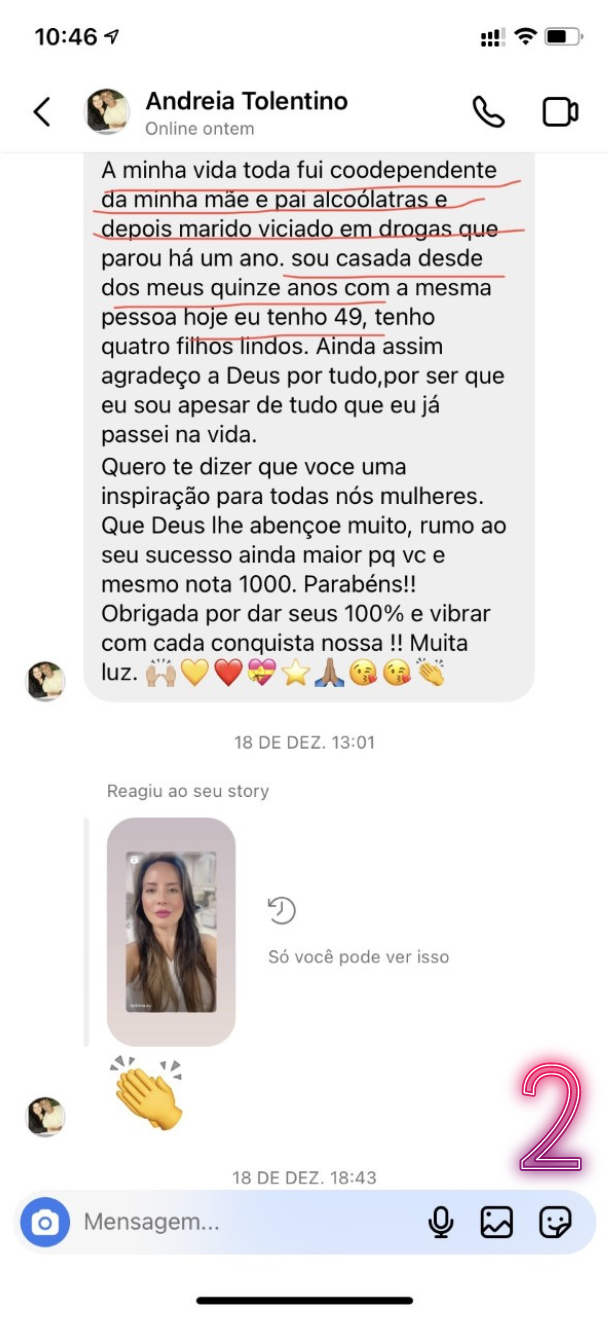 10:46
Andreia Tolentino
Online ontem
A minha vida toda fui coodependente
da minha mãe e pai alcoólatras e
depois marido viciado em drogas que
parou há um ano. sou casada desde
dos meus quinze anos com a mesma
pessoa hoje eu tenho 49, tenho
quatro filhos lindos. Ainda assim
agradeço a Deus por tudo,por ser que
eu sou apesar de tudo que eu já
passei na vida.
Quero te dizer que voce uma
inspiração para todas nós mulheres.
Que Deus lhe abençoe muito, rumo ao
seu sucesso ainda maior pq vc e
mesmo nota 1000. Parabéns!!
Obrigada por dar seus 100% e vibrar
com cada conquista nossa !! Muita
luz. 🙌🏼💛❤️💝⭐🙏🏽😘😘👏🏼
18 DE DEZ. 13:01
Reagiu ao seu story
Só você pode ver isso
👏
2
18 DE DEZ. 18:43
Mensagem...